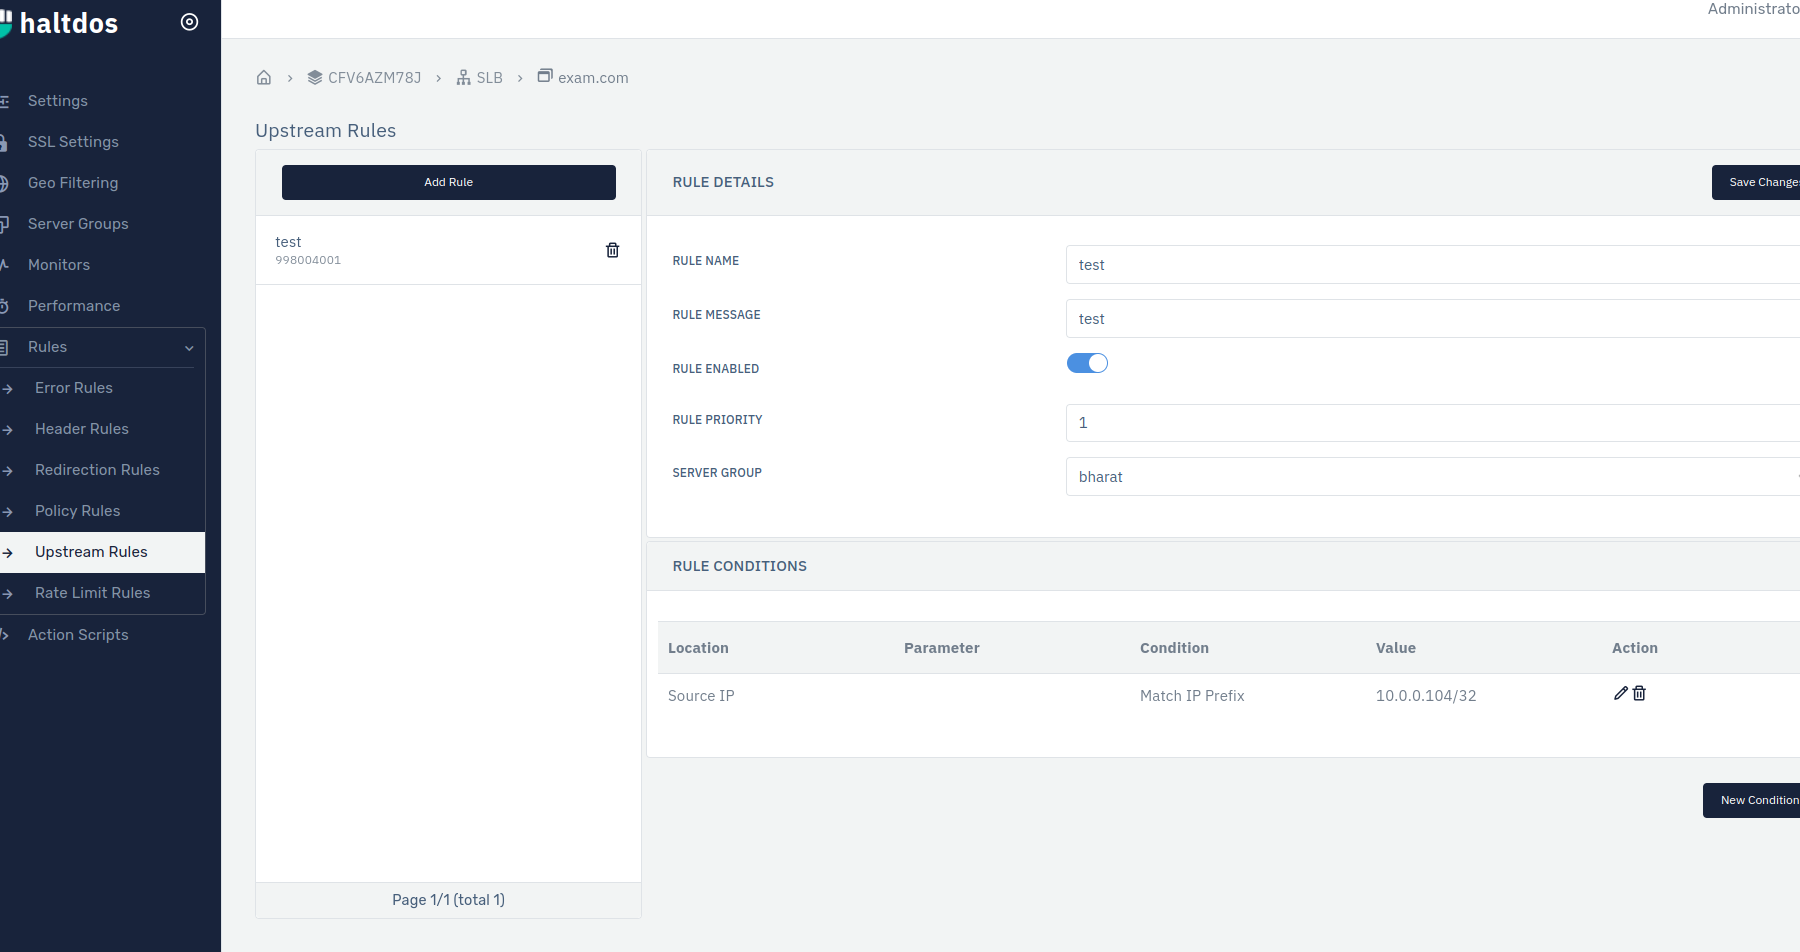 haltdos
Administrato
CFV6AZM78J
SLB
exam.com
Settings
SSL Settings
Geo Filtering
Server Groups
Monitors
Performance
Rules
Error Rules
Header Rules
Redirection Rules
Policy Rules
Upstream Rules
Rate Limit Rules
Action Scripts
Upstream Rules
Add Rule
test
998004001
Page 1/1 (total 1)
RULE DETAILS
Save Changes
RULE NAME
test
RULE MESSAGE
test
RULE ENABLED
RULE PRIORITY
1
SERVER GROUP
bharat
RULE CONDITIONS
Location Parameter Condition Value Action
Source IP Match IP Prefix 10.0.0.104/32
New Condition